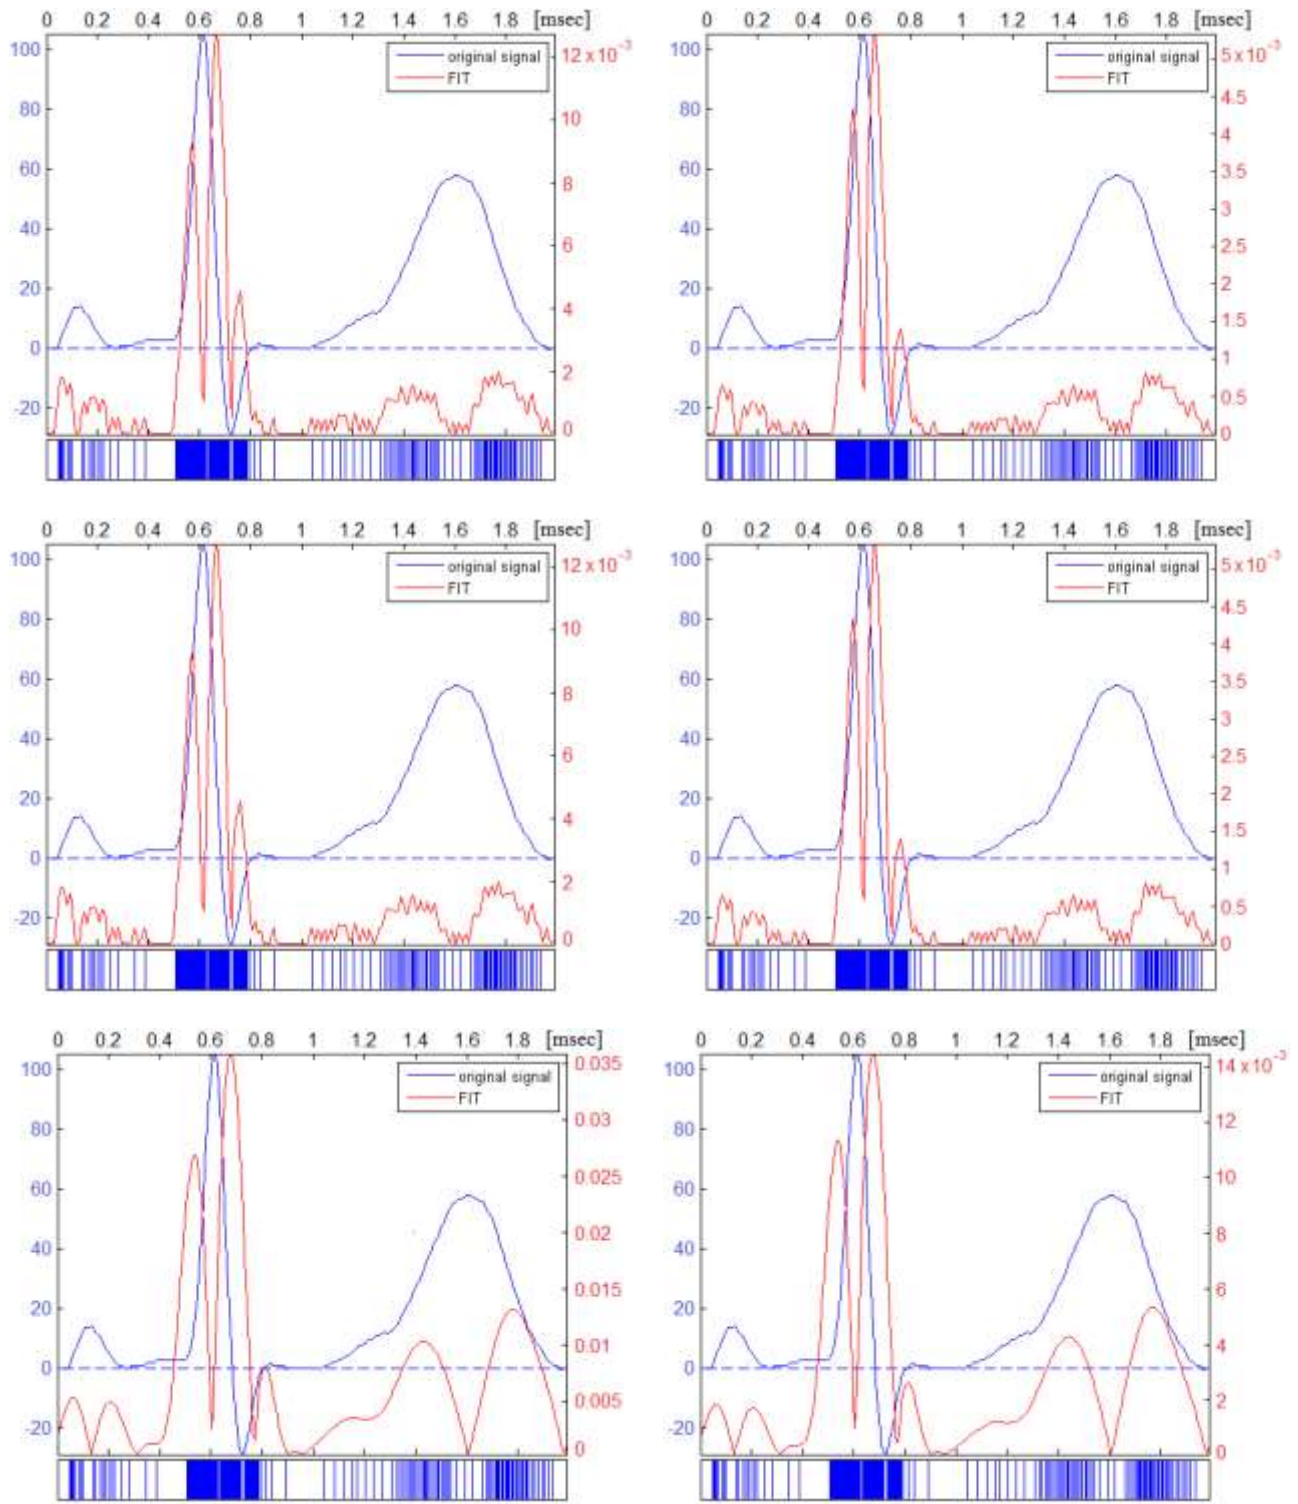 0 0.2 0.4 0.6 0.8 1 1.2 1.4 1.6 1.8 [msec]
100 80 60 40 20 0 -20
original signal
FIT
12 x 10⁻³ 10 8 6 4 2 0
0 0.2 0.4 0.6 0.8 1 1.2 1.4 1.6 1.8 [msec]
100 80 60 40 20 0 -20
original signal
FIT
5 x 10⁻³ 4.5 4 3.5 3 2.5 2 1.5 1 0.5 0
0 0.2 0.4 0.6 0.8 1 1.2 1.4 1.6 1.8 [msec]
100 80 60 40 20 0 -20
original signal
FIT
12 x 10⁻³ 10 8 6 4 2 0
0 0.2 0.4 0.6 0.8 1 1.2 1.4 1.6 1.8 [msec]
100 80 60 40 20 0 -20
original signal
FIT
5 x 10⁻³ 4.5 4 3.5 3 2.5 2 1.5 1 0.5 0
0 0.2 0.4 0.6 0.8 1 1.2 1.4 1.6 1.8 [msec]
100 80 60 40 20 0 -20
original signal
FIT
0.035 0.03 0.025 0.02 0.015 0.01 0.005 0
0 0.2 0.4 0.6 0.8 1 1.2 1.4 1.6 1.8 [msec]
100 80 60 40 20 0 -20
original signal
FIT
14 x 10⁻³ 12 10 8 6 4 2 0